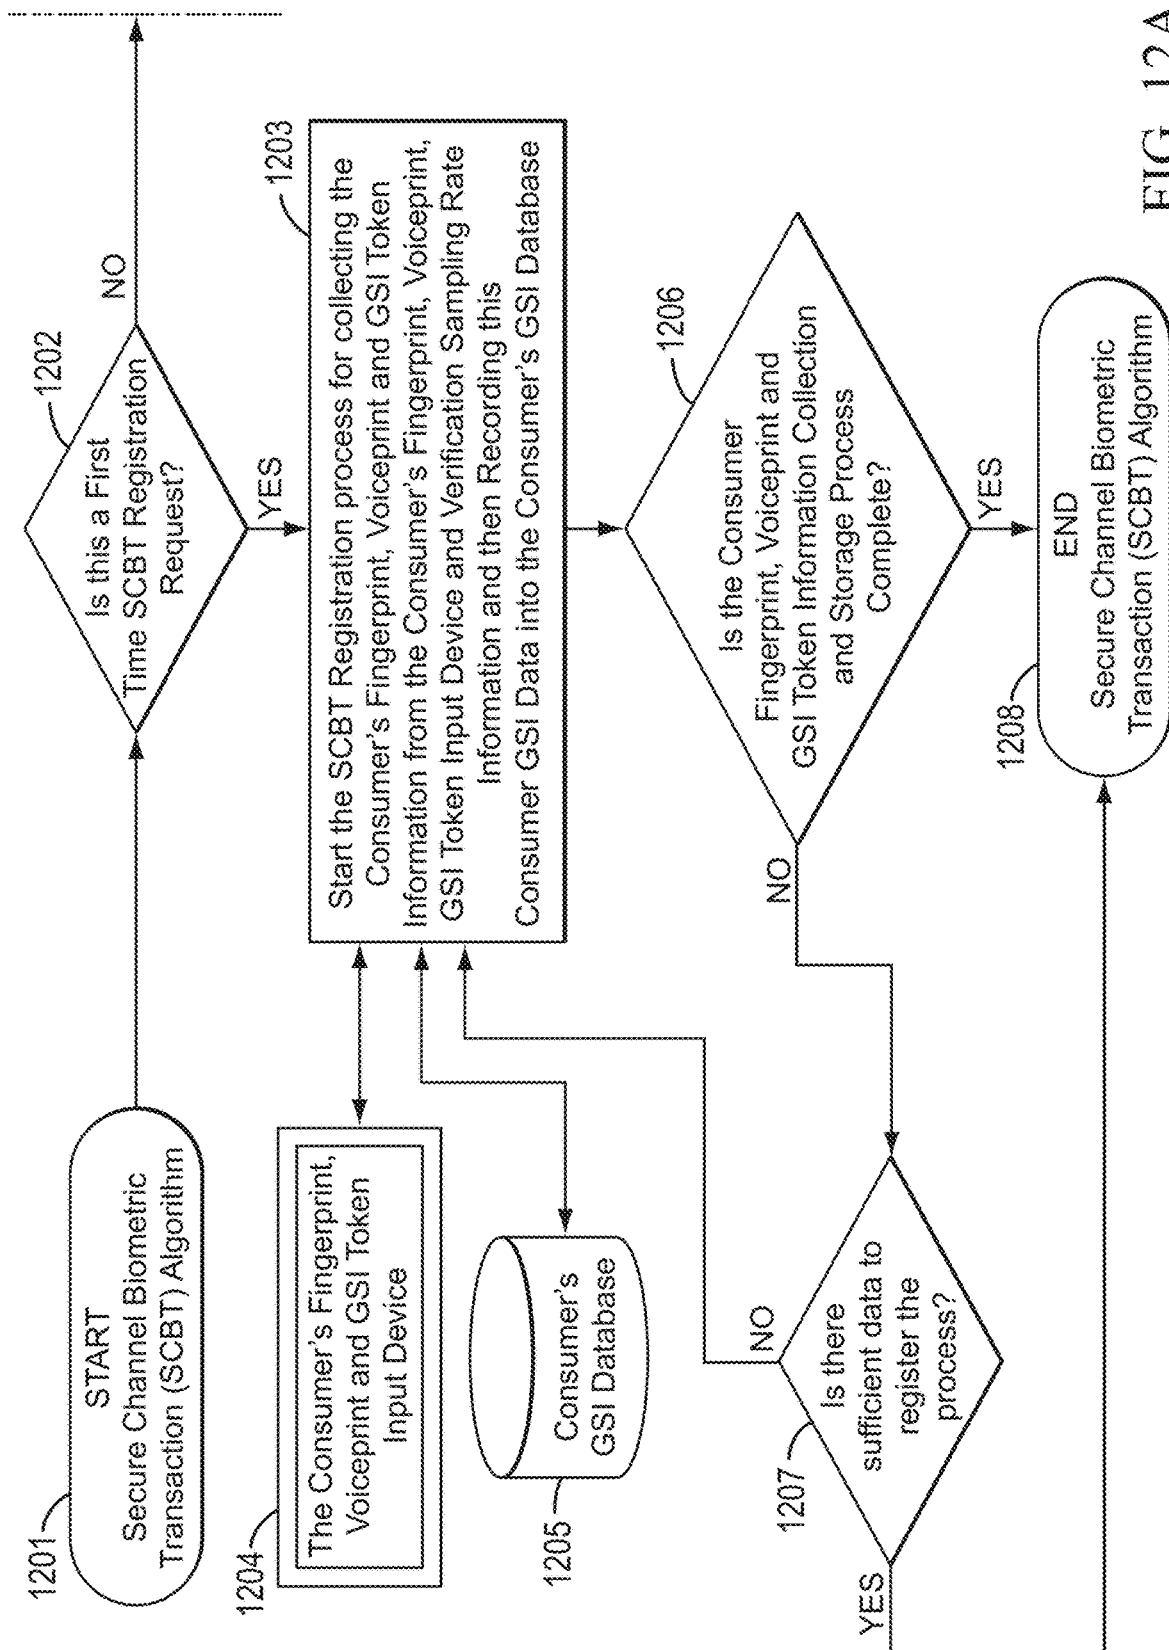 1201
START
Secure Channel Biometric
Transaction (SCBT) Algorithm
1202
Is this a First
Time SCBT Registration
Request?
NO
YES
1203
Start the SCBT Registration process for collecting the
Consumer's Fingerprint, Voiceprint and GSI Token
Information from the Consumer's Fingerprint, Voiceprint,
GSI Token Input Device and Verification Sampling Rate
Information and then Recording this
Consumer GSI Data into the Consumer's GSI Database
1204
The Consumer's Fingerprint,
Voiceprint and GSI Token
Input Device
1205
Consumer's
GSI Database
1206
Is the Consumer
Fingerprint, Voiceprint and
GSI Token Information Collection
and Storage Process
Complete?
NO
YES
1207
Is there
sufficient data to
register the
process?
NO
YES
1208
END
Secure Channel Biometric
Transaction (SCBT) Algorithm
FIG. 12A